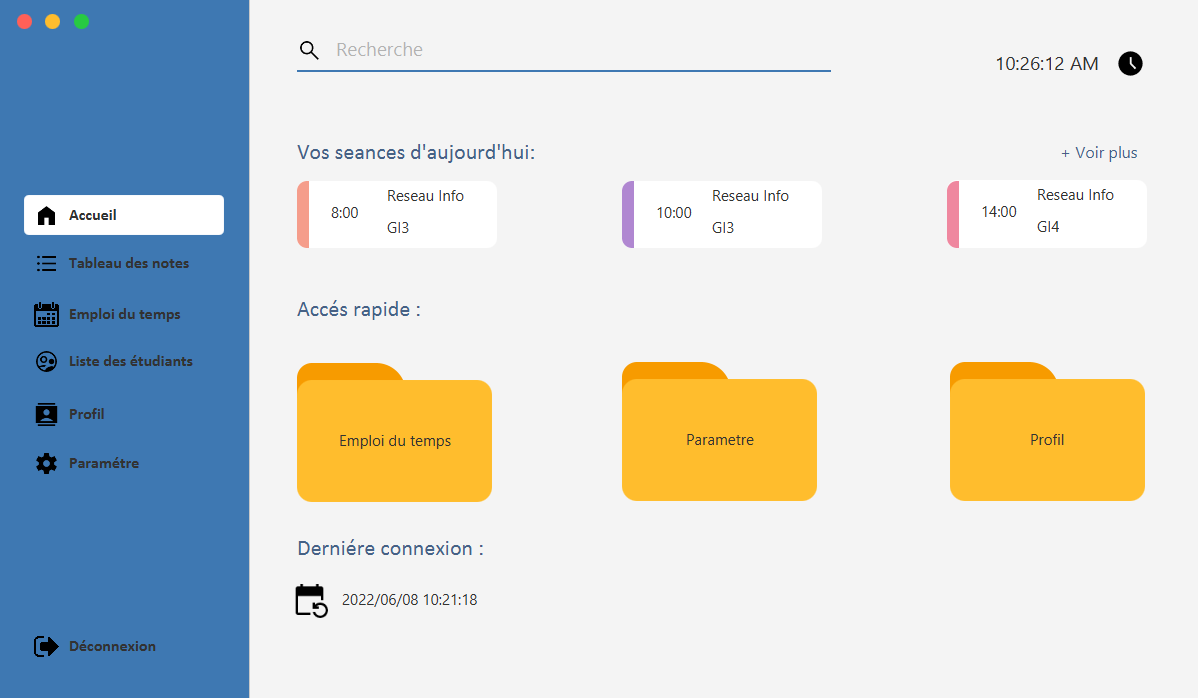 Recherche
10:26:12 AM
Vos seances d'aujourd'hui:
+ Voir plus
8:00
Reseau Info
GI3
10:00
Reseau Info
GI3
14:00
Reseau Info
GI4
Accueil
Tableau des notes
Emploi du temps
Liste des étudiants
Profil
Paramétre
Déconnexion
Accés rapide :
Emploi du temps
Parametre
Profil
Derniére connexion :
2022/06/08 10:21:18